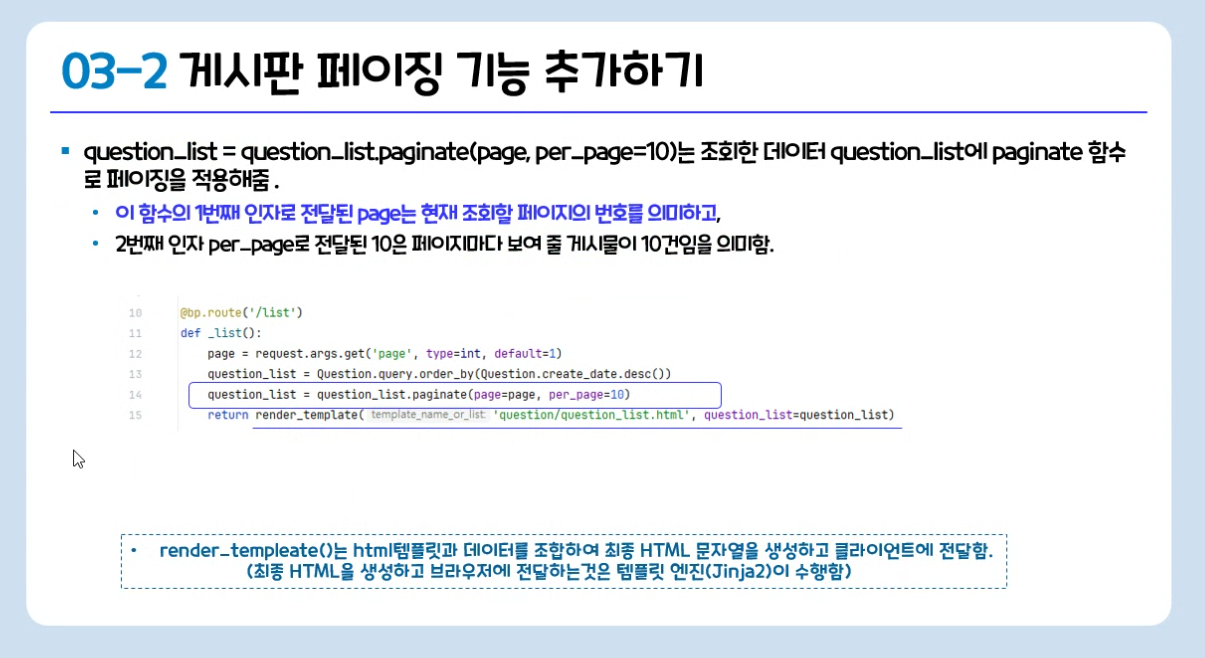 03-2 게시판 페이징 기능 추가하기
question_list = question_list.paginate(page, per_page=10)는 조회한 데이터 question_list에 paginate 함수
로 페이징을 적용해줌 .
이 함수의 1번째 인자로 전달된 page는 현재 조회할 페이지의 번호를 의미하고,
2번째 인자 per_page로 전달된 10은 페이지마다 보여 줄 게시물이 10건임을 의미함.
10 @bp.route('/list')
11 def _list():
12 page = request.args.get('page', type=int, default=1)
13 question_list = Question.query.order_by(Question.create_date.desc())
14 question_list = question_list.paginate(page=page, per_page=10)
15 return render_template( template_name_or_list: 'question/question_list.html', question_list=question_list)
• render_templeate()는 html템플릿과 데이터를 조합하여 최종 HTML 문자열을 생성하고 클라이언트에 전달함.
(최종 HTML을 생성하고 브라우저에 전달하는것은 템플릿 엔진(Jinja2)이 수행함)